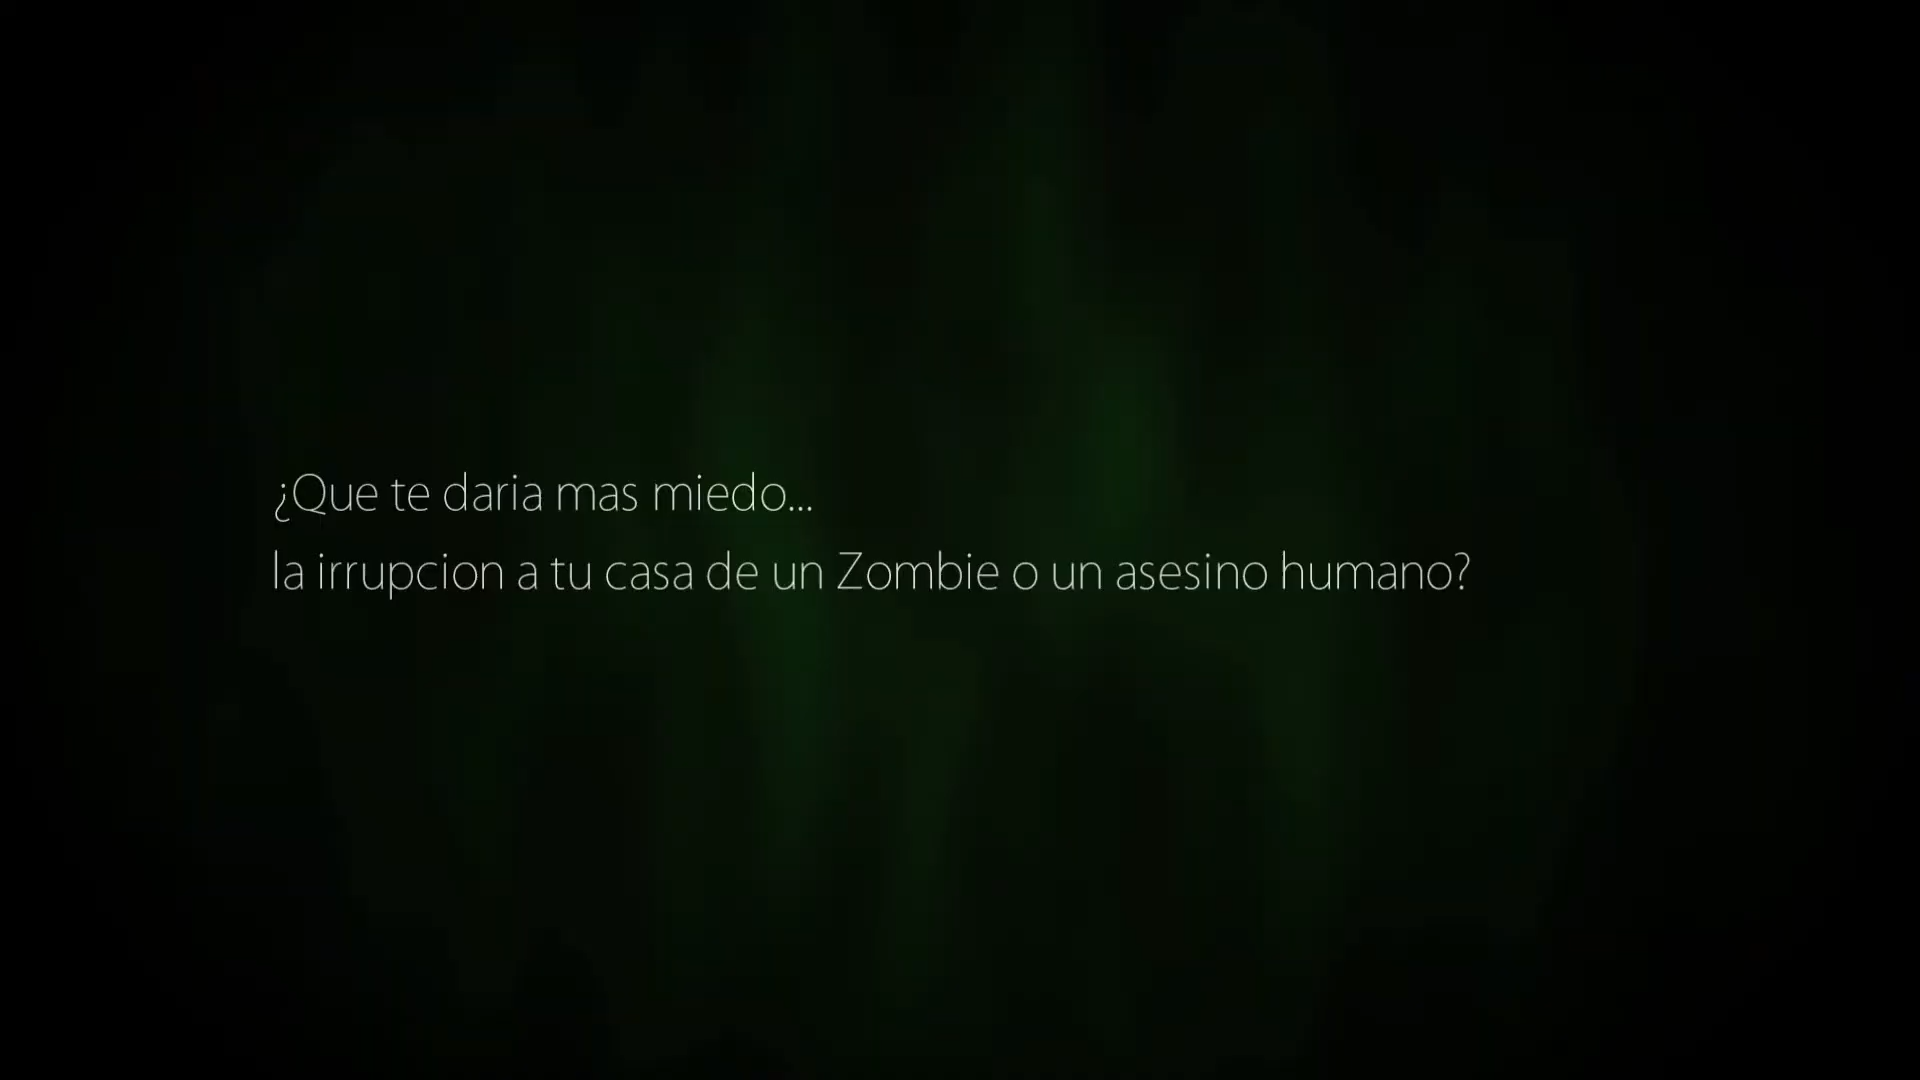 ¿Que te daria mas miedo...
la irrupcion a tu casa de un Zombie o un asesino humano?